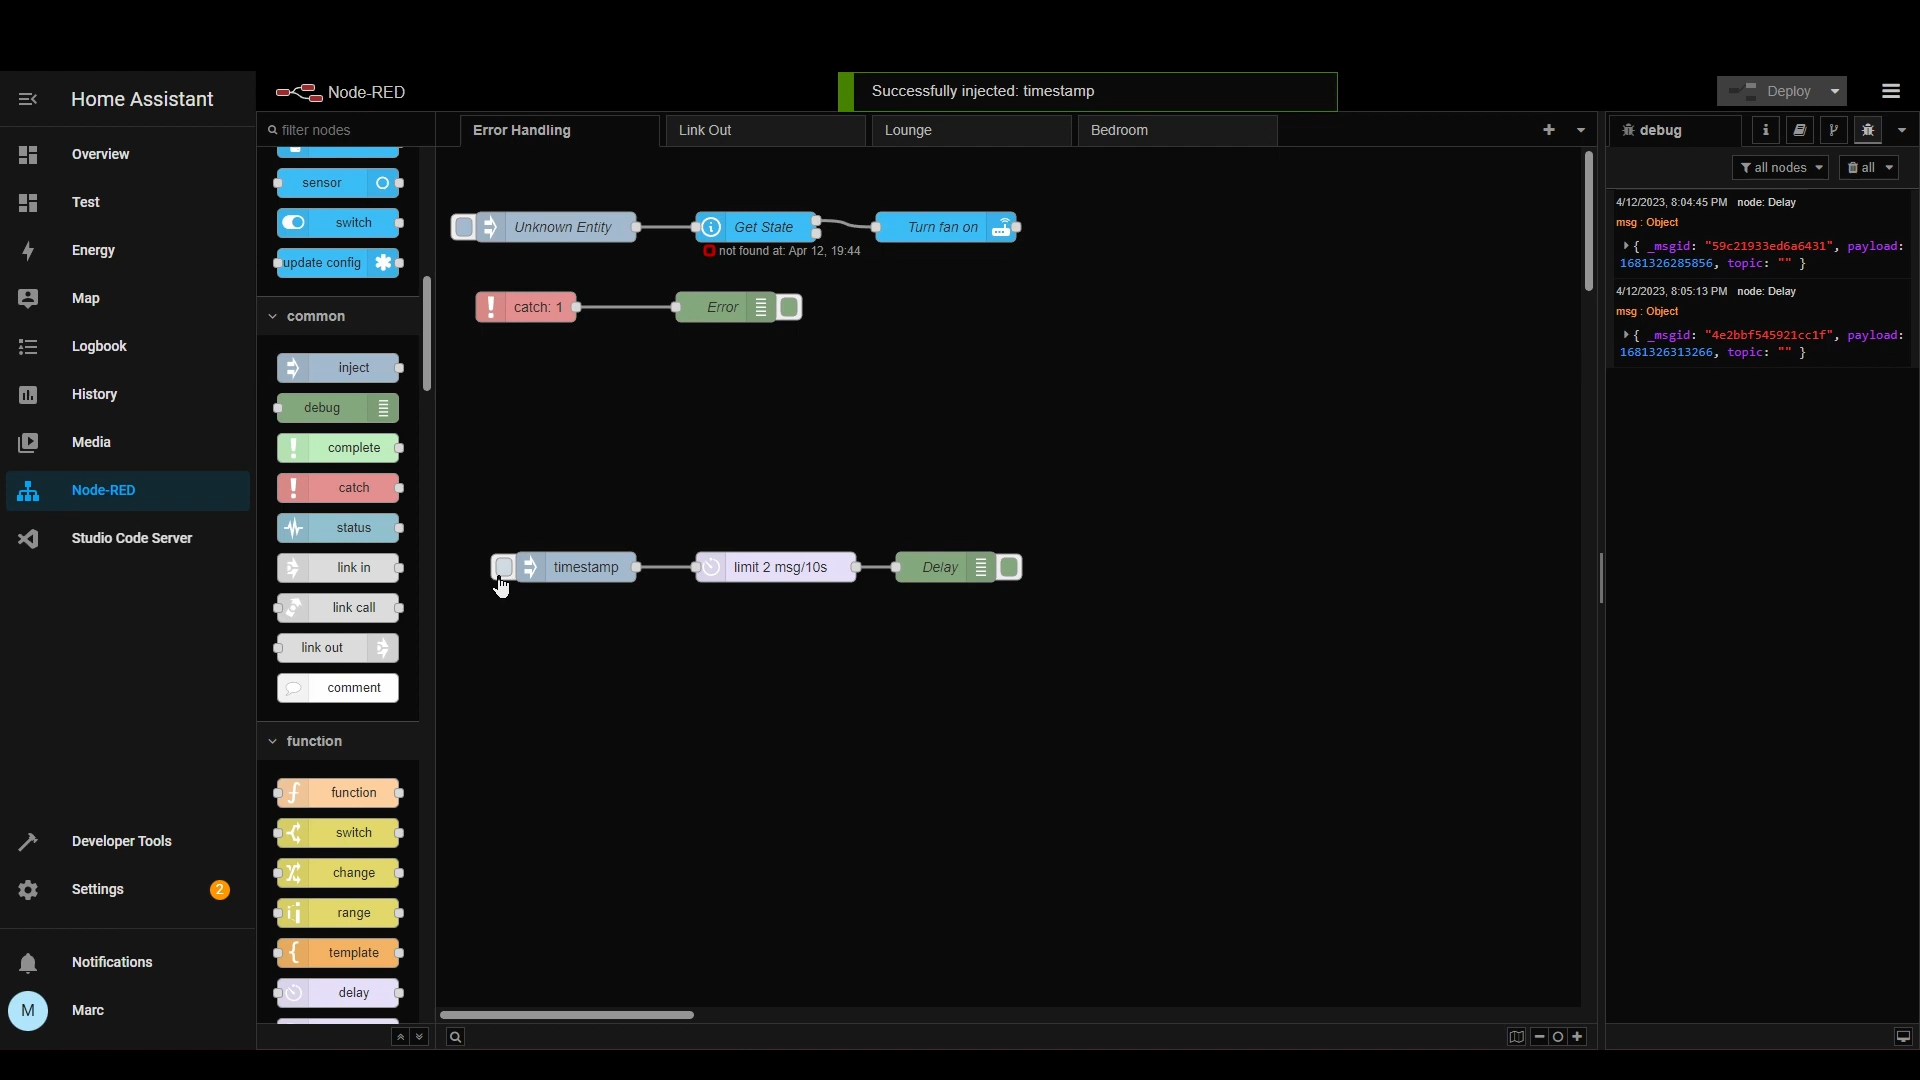 Home Assistant
Overview
Test
Energy
Map
Logbook
History
Media
Node-RED
Studio Code Server
Developer Tools
Settings
2
Notifications
M
Marc
Node-RED
Successfully injected: timestamp
Deploy
filter nodes
sensor
switch
update config
common
inject
debug
complete
catch
status
link in
link call
link out
comment
function
function
switch
change
range
template
delay
Error Handling
Link Out
Lounge
Bedroom
Unknown Entity
Get State
Turn fan on
not found at: Apr 12, 19:44
catch: 1
Error
timestamp
limit 2 msg/10s
Delay
debug
all nodes
all
4/12/2023, 8:04:45 PM node: Delay
msg : Object
{ _msgid: "59c21933ed6a6431", payload:
1681326285856, topic: "" }
4/12/2023, 8:05:13 PM node: Delay
msg : Object
{ _msgid: "4e2bbf545921cc1f", payload:
1681326313266, topic: "" }